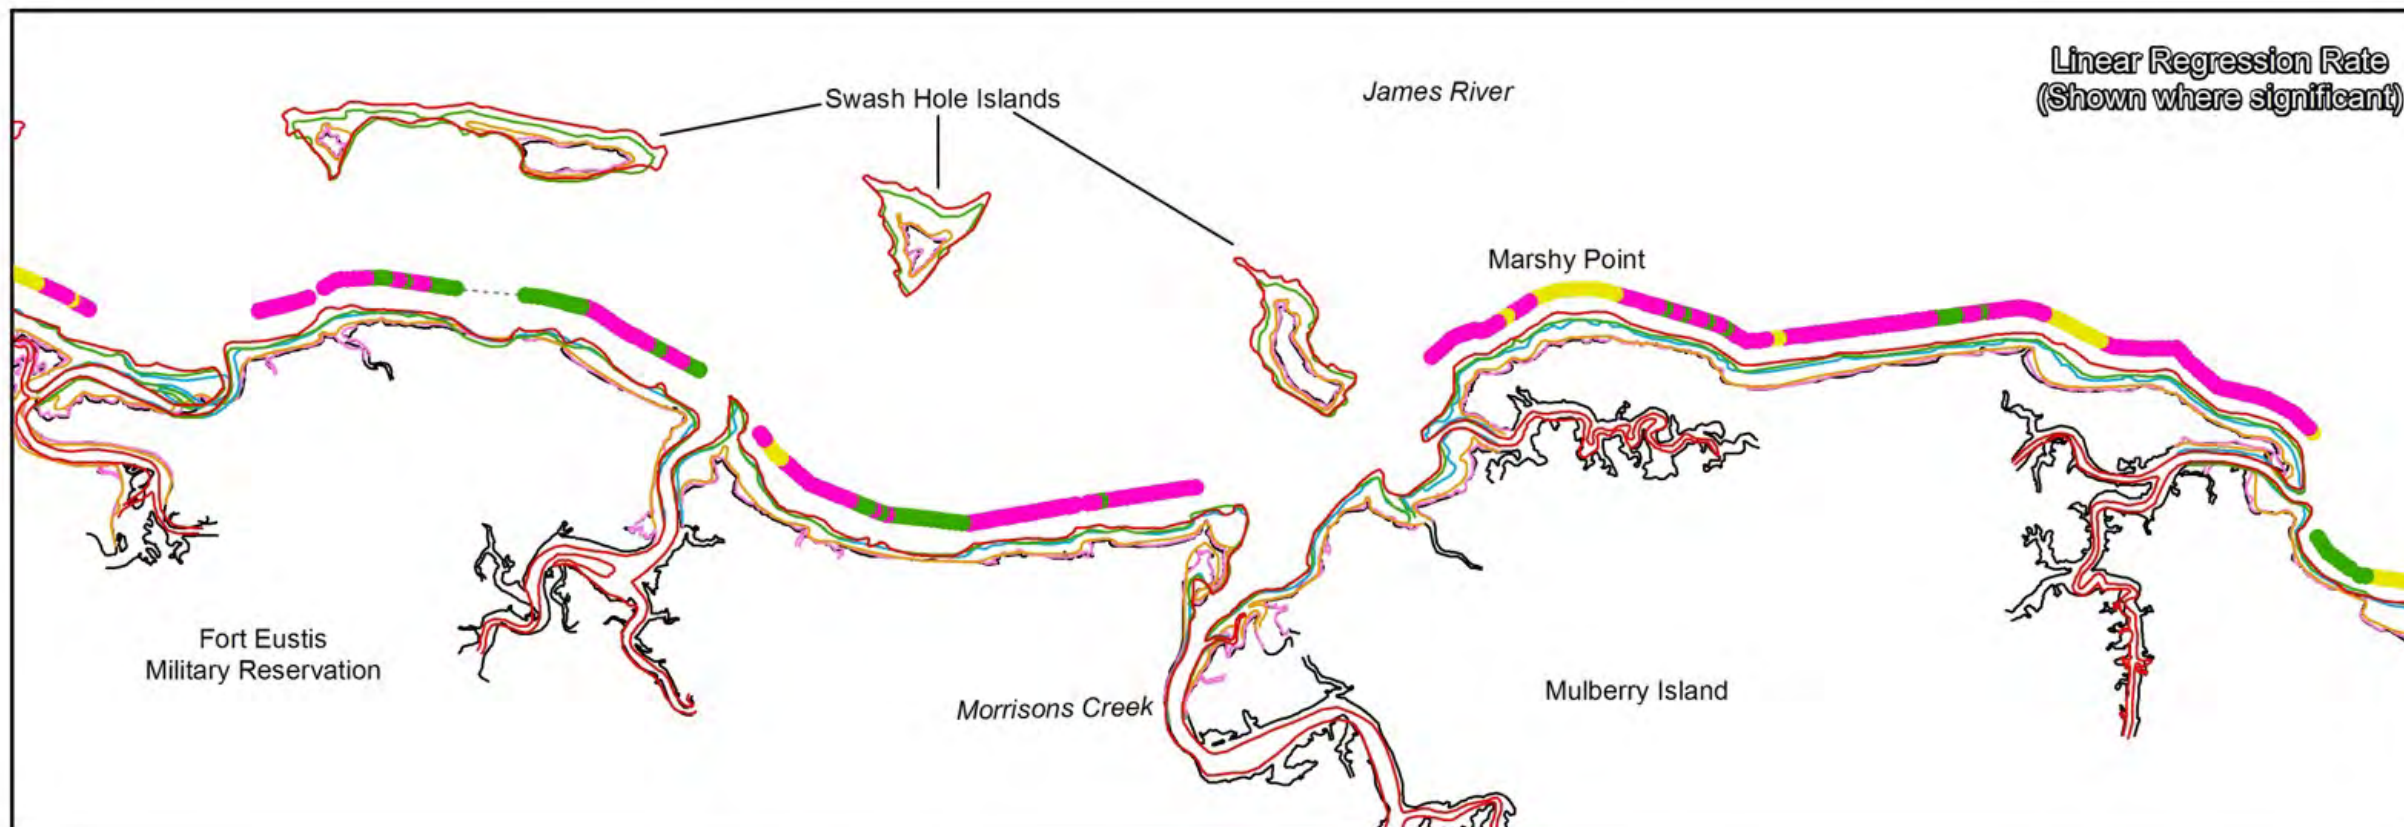 Linear Regression Rate
(Shown where significant)
Swash Hole Islands
James River
Marshy Point
Fort Eustis
Military Reservation
Morrisons Creek
Mulberry Island